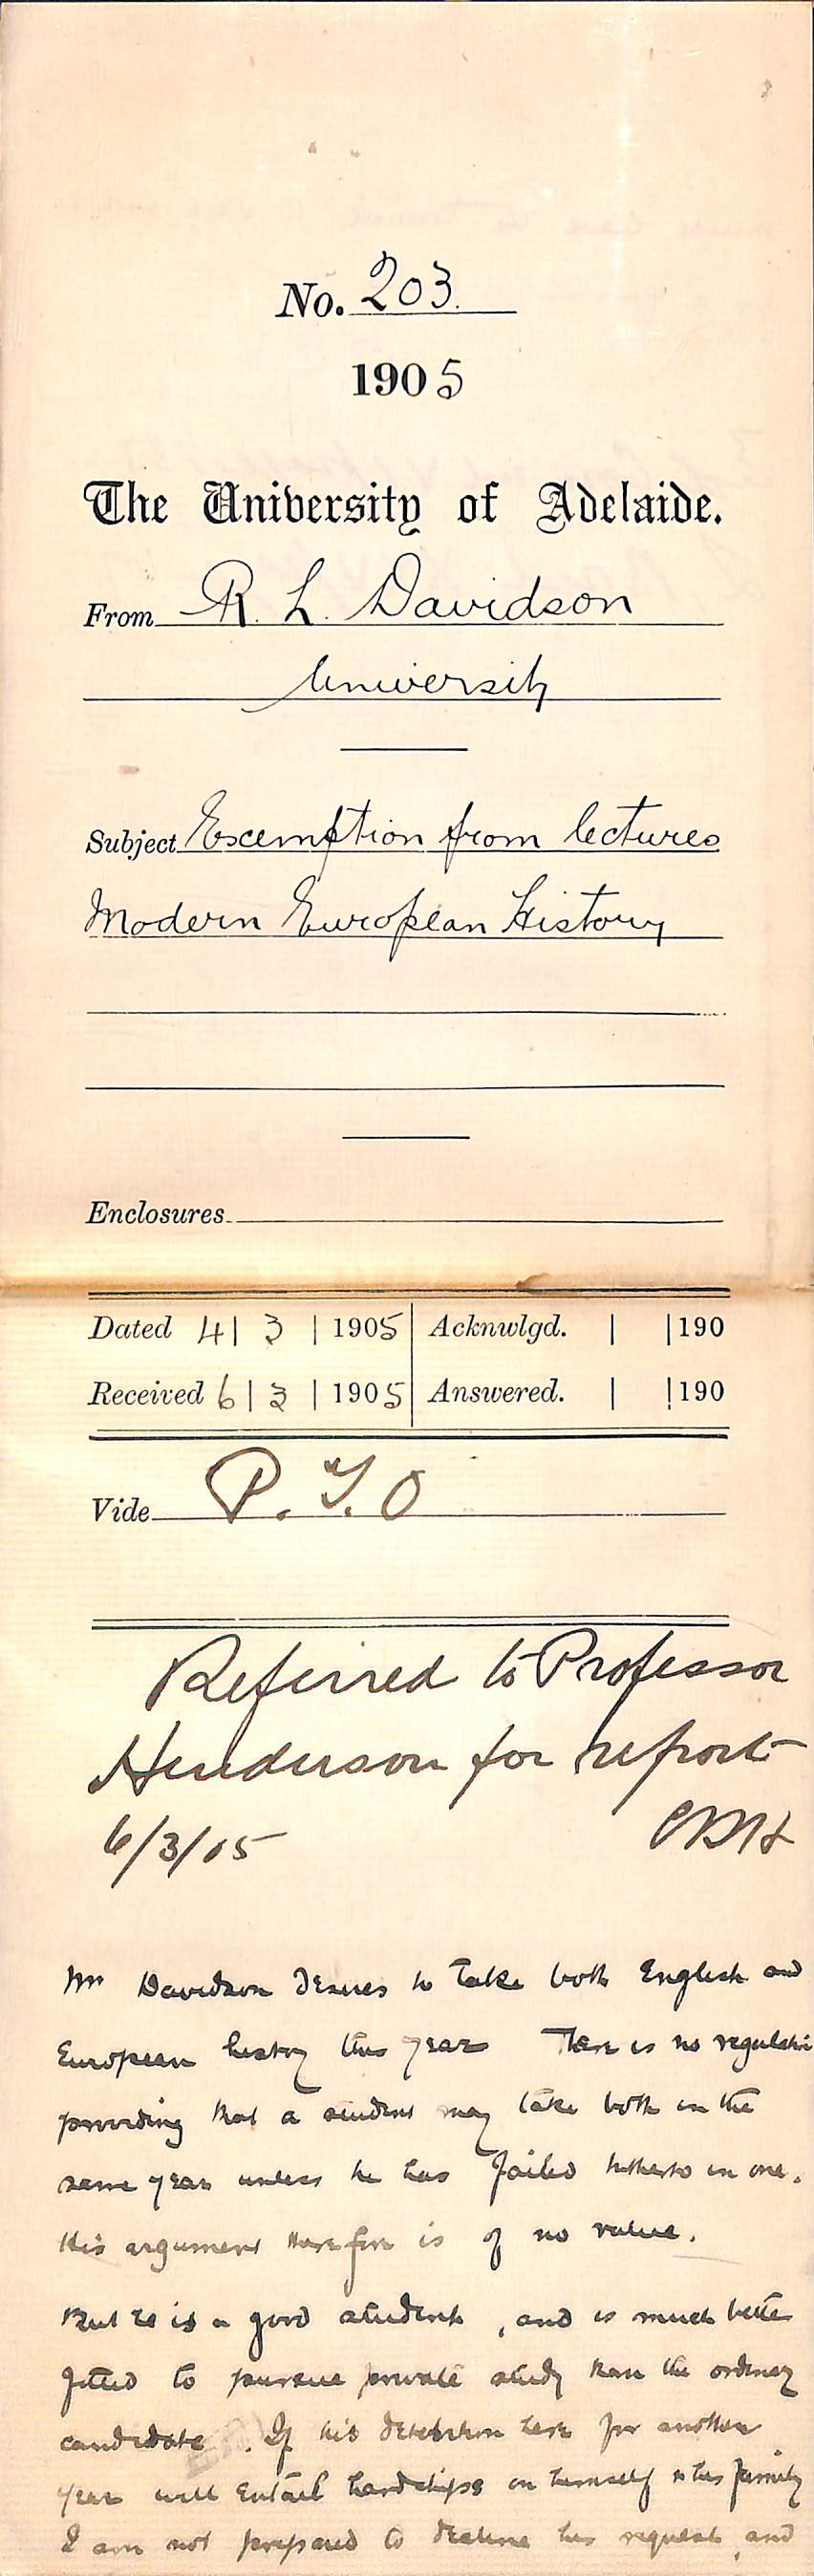 No. 203.
1905
The University of Adelaide.
From R. L. Davidson
University
Subject Exemption from lectures
Modern European History
Enclosures
Dated 4 | 3 | 1905 Acknwlgd. | | 190
Received 6 | 3 | 1905 Answered. | | 190
Vide P.T.O
Referred to Professor
Henderson for report
6/3/05
Mr Davidson desires to take both English and
European history this year There is no regulation
providing that a student may take both in the
same year unless he has failed hitherto in one.
His argument therefore is of no value.
But he is a good student, and is much better
fitted to pursue private study than the ordinary
candidate. If his detention here for another
year will entail hardships on himself or his family
I am not prepared to decline his request, and